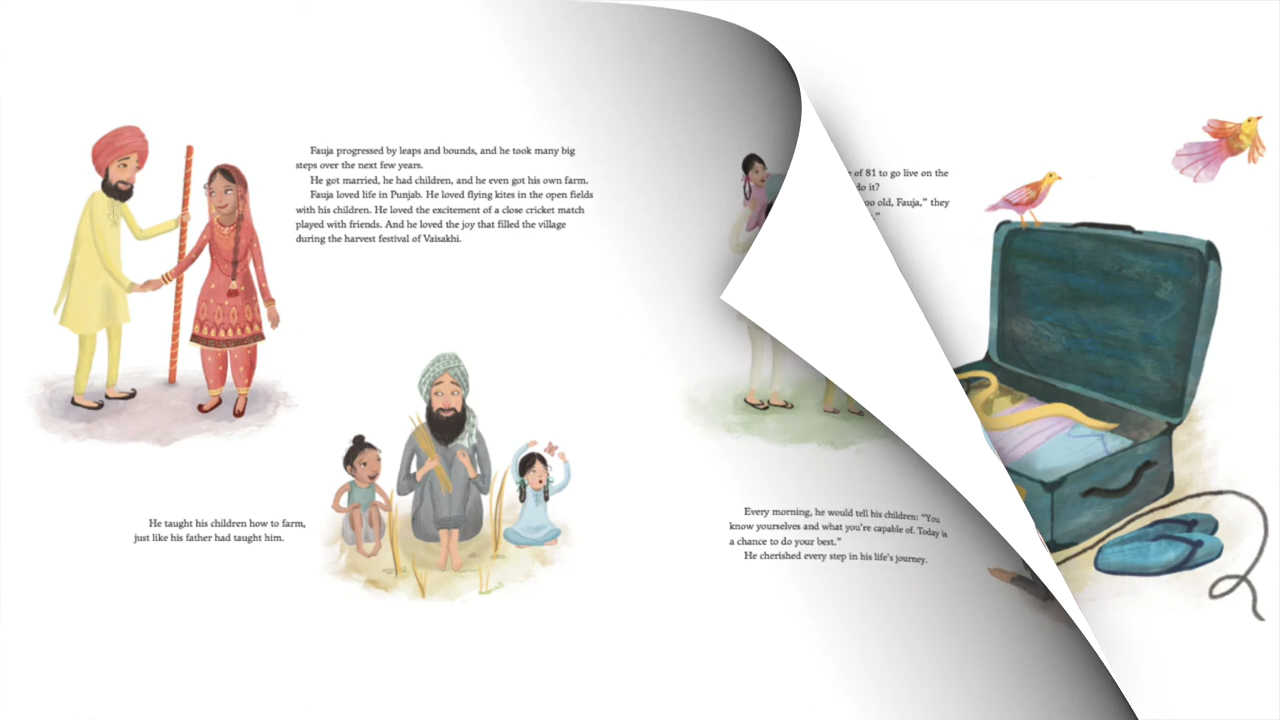 Fauja progressed by leaps and bounds, and he took many big
steps over the next few years.
He got married, he had children, and he even got his own farm.
Fauja loved life in Punjab. He loved flying kites in the open fields
with his children. He loved the excitement of a close cricket match
played with friends. And he loved the joy that filled the village
during the harvest festival of Vaisakhi.
He taught his children how to farm,
just like his father had taught him.
Every morning, he would tell his children: “You
know yourselves and what you’re capable of. Today is
a chance to do your best.”
He cherished every step in his life’s journey.
of 81 to go live on the
do it?
old, Fauja,” they